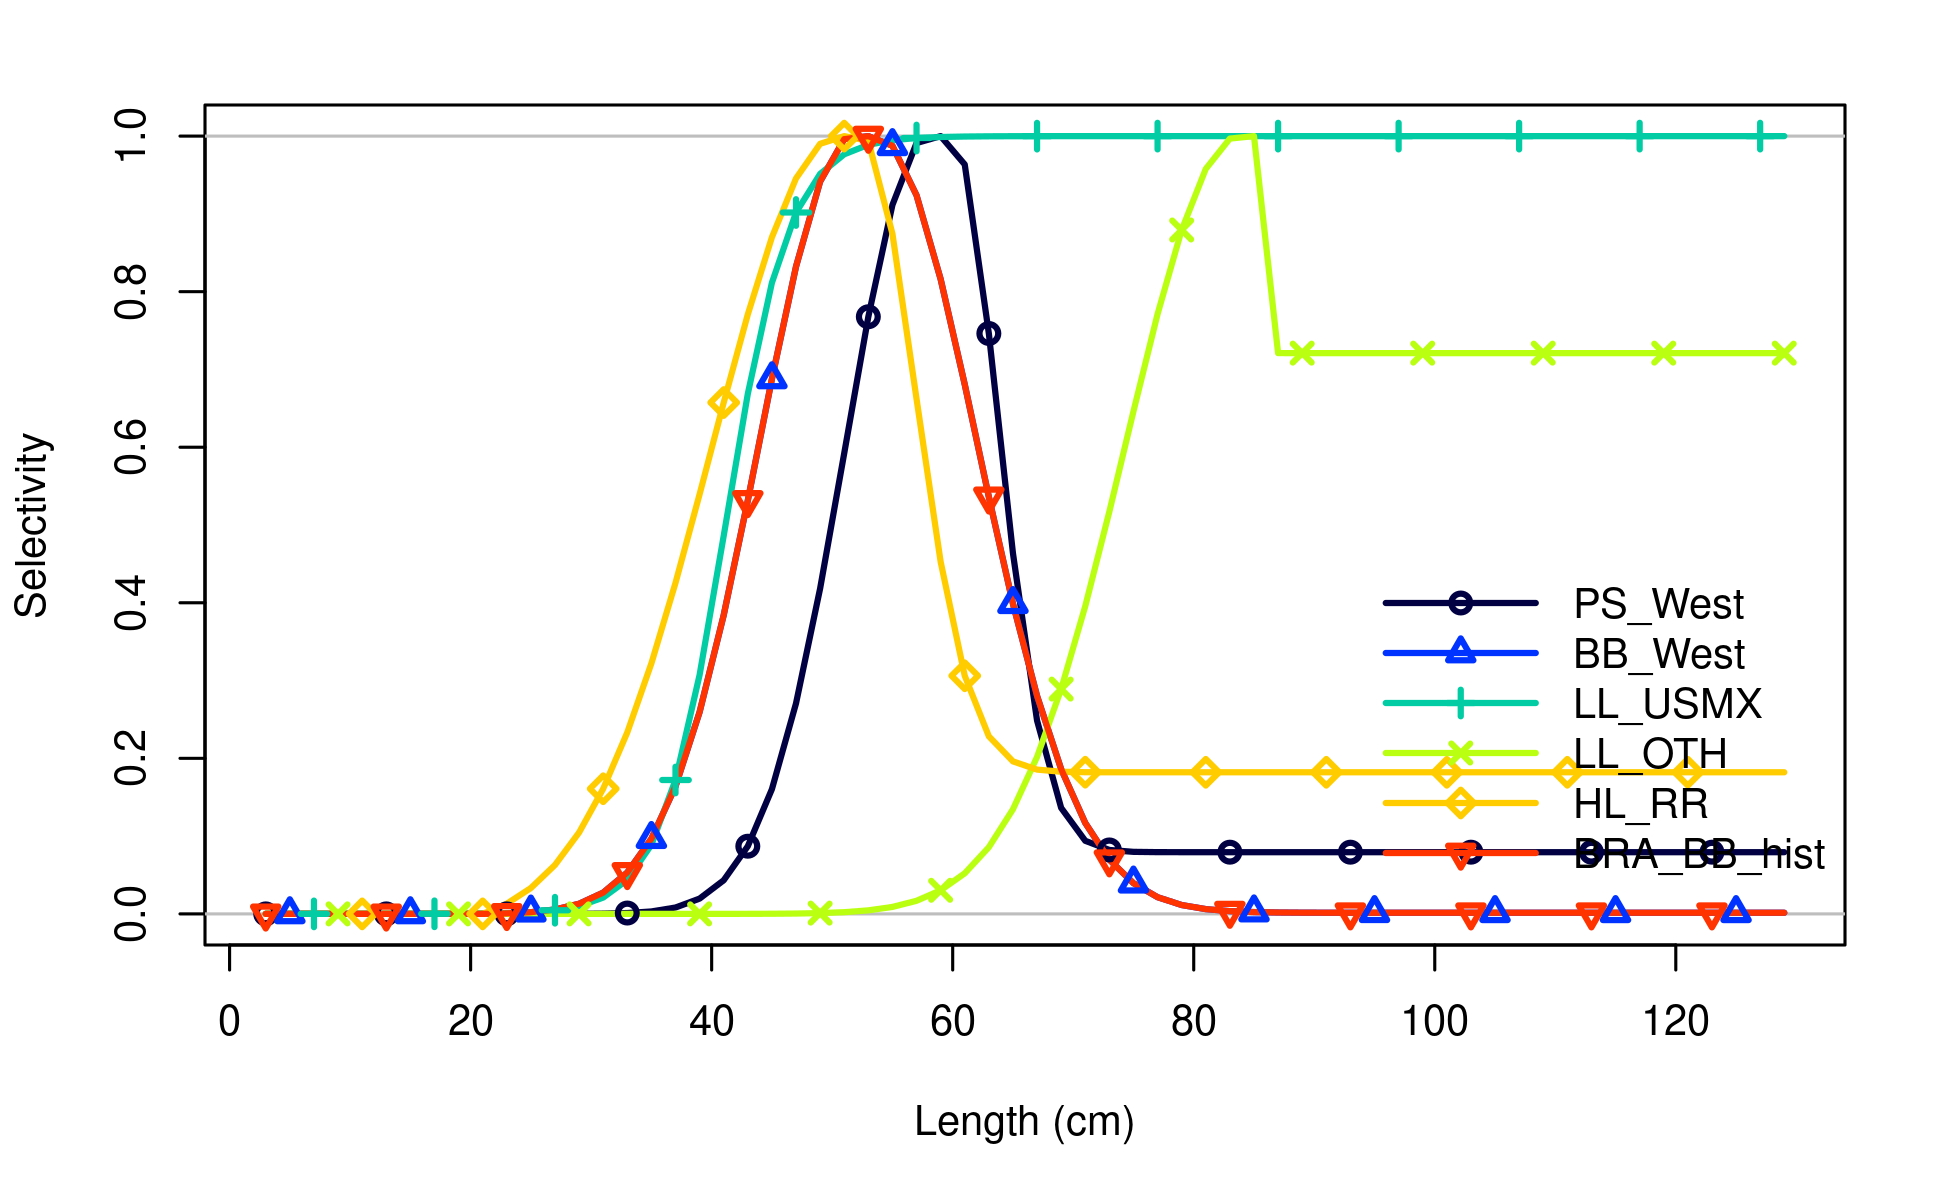 1.0
0.8
0.6
0.4
0.2
0.0
Selectivity
PS_West
BB_West
LL_USMX
LL_OTH
HL_RR
BRA_BB_hist
0 20 40 60 80 100 120
Length (cm)